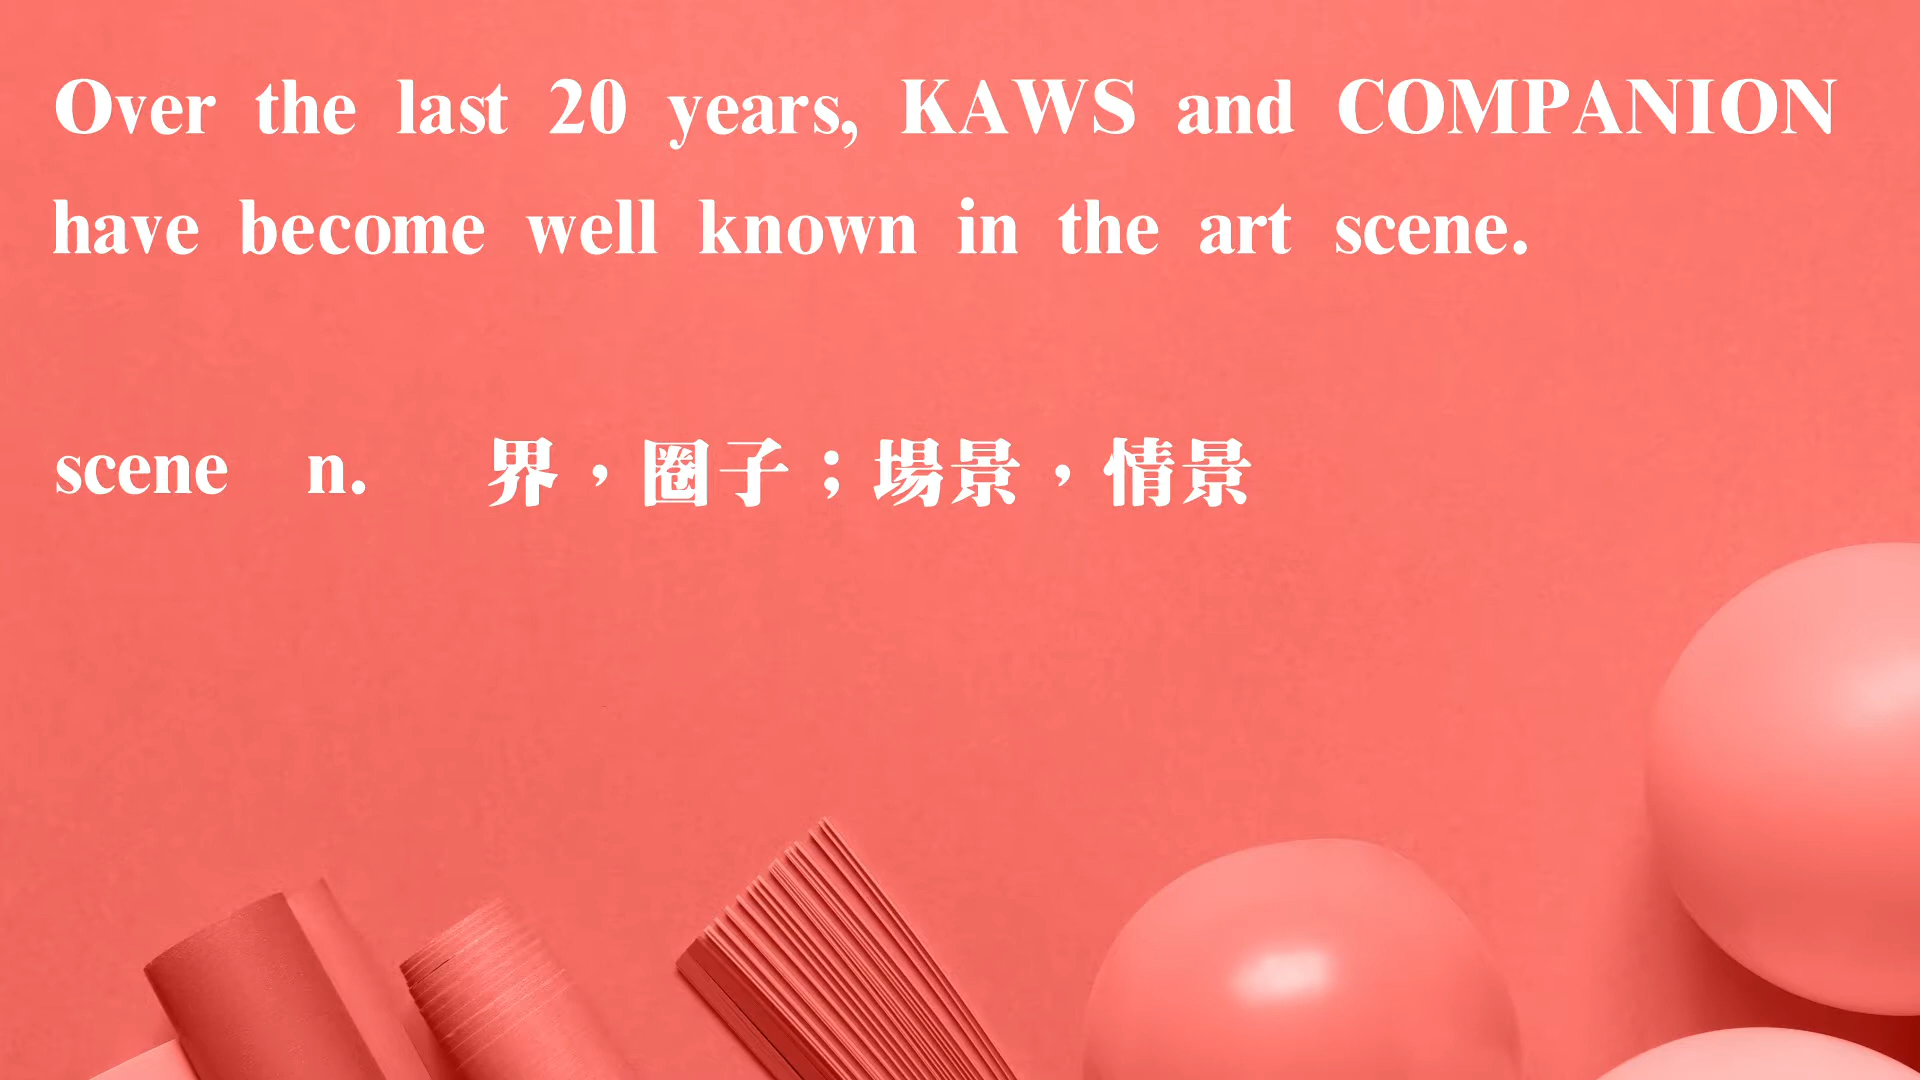 Over the last 20 years, KAWS and COMPANION
have become well known in the art scene.
scene n. 界，圈子；場景，情景